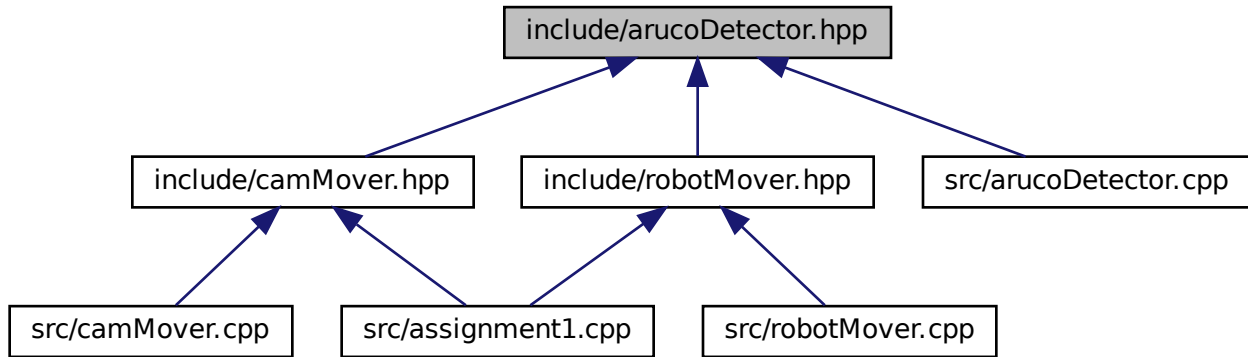 include/arucoDetector.hpp
include/camMover.hpp
include/robotMover.hpp
src/arucoDetector.cpp
src/camMover.cpp
src/assignment1.cpp
src/robotMover.cpp